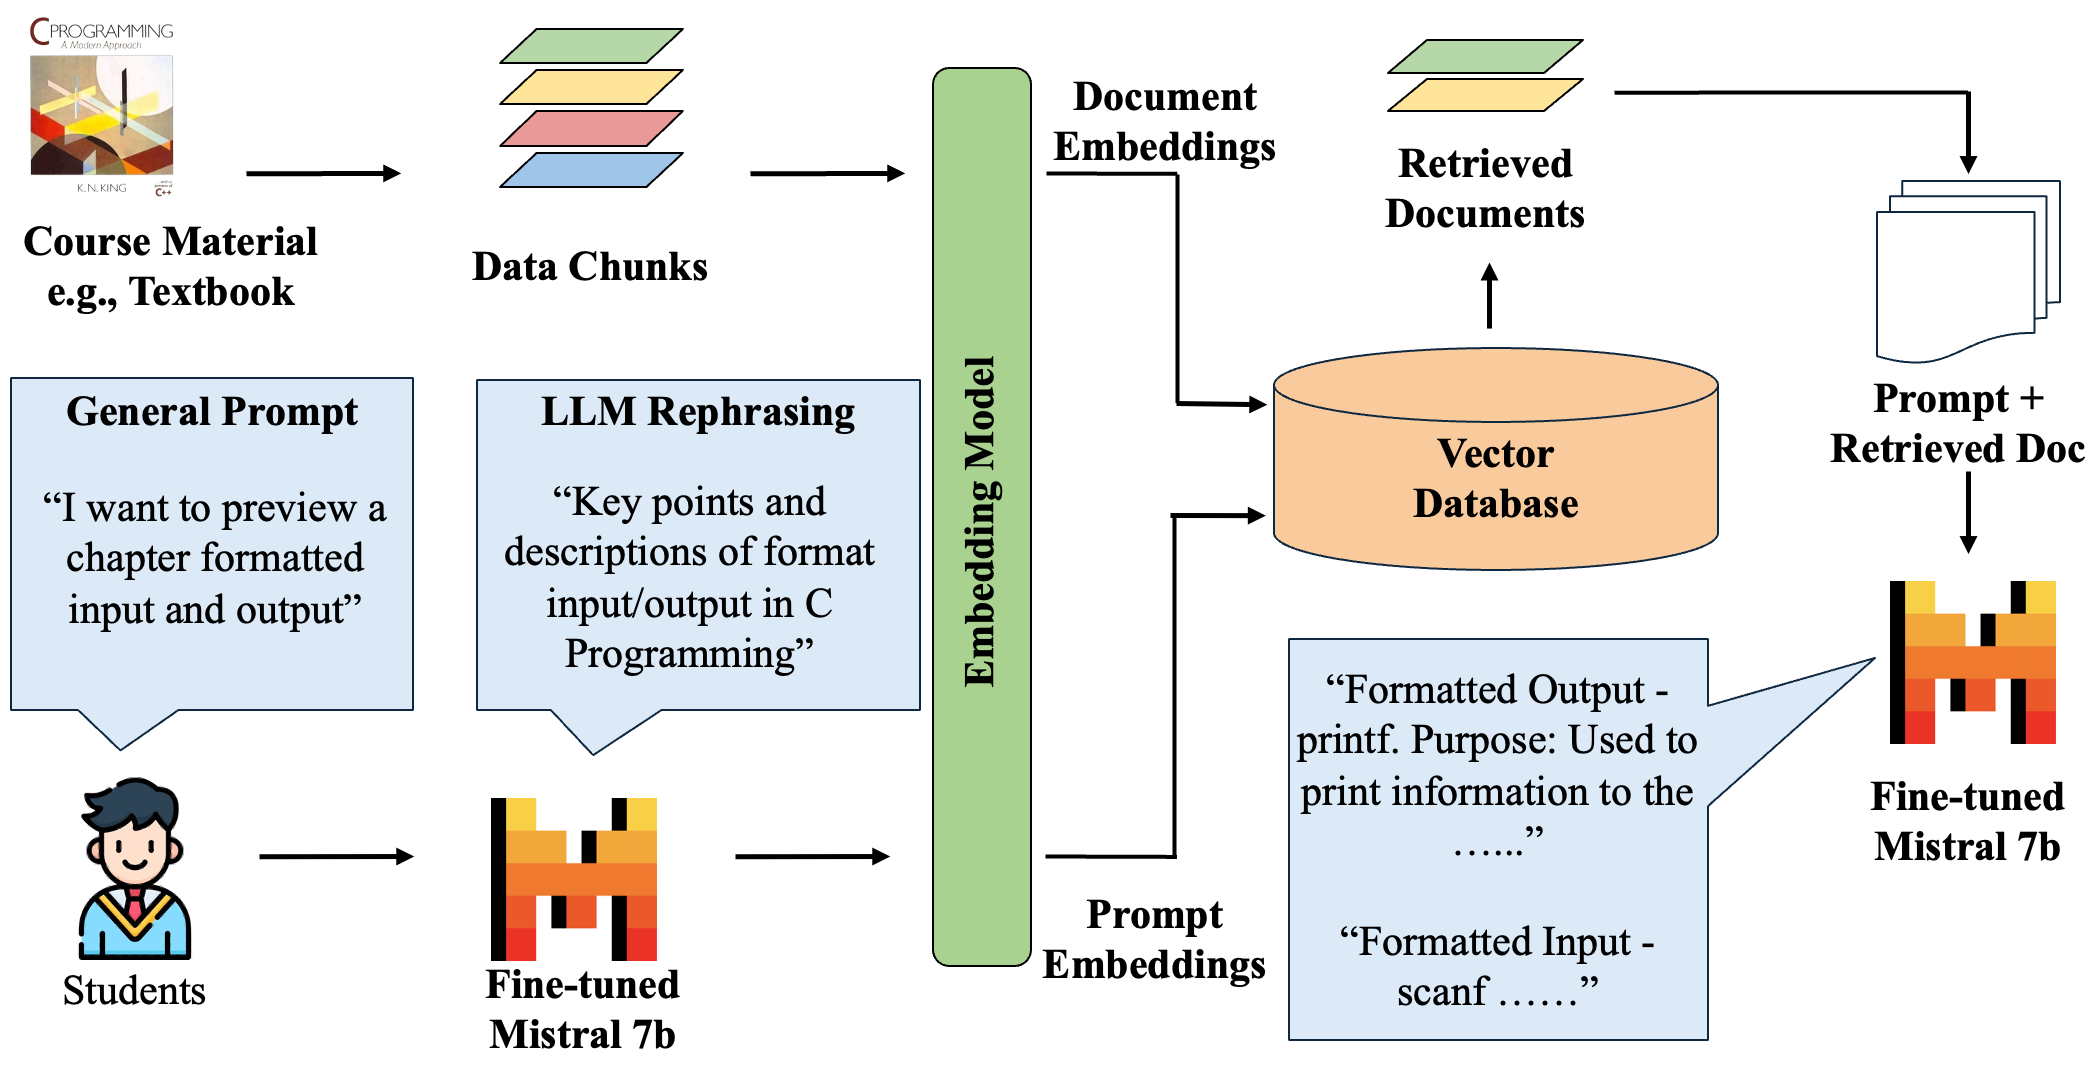 CPROGRAMMING
A Modern Approach
K. N. KING
C++
Course Material
e.g., Textbook
Data Chunks
General Prompt
“I want to preview a
chapter formatted
input and output”
Students
LLM Rephrasing
“Key points and
descriptions of format
input/output in C
Programming”
Fine-tuned
Mistral 7b
Embedding Model
Document
Embeddings
Prompt
Embeddings
Vector
Database
Retrieved
Documents
Prompt +
Retrieved Doc
Fine-tuned
Mistral 7b
“Formatted Output -
printf. Purpose: Used to
print information to the
…...”
“Formatted Input -
scanf ……”